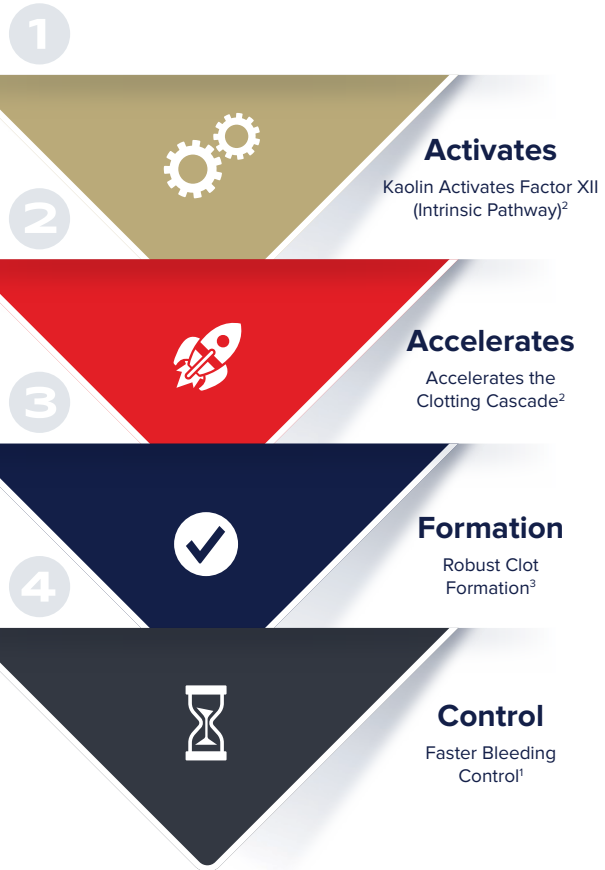 1
Activates
Kaolin Activates Factor XII
(Intrinsic Pathway)²
2
Accelerates
Accelerates the
Clotting Cascade²
3
Formation
Robust Clot
Formation³
4
Control
Faster Bleeding
Control¹